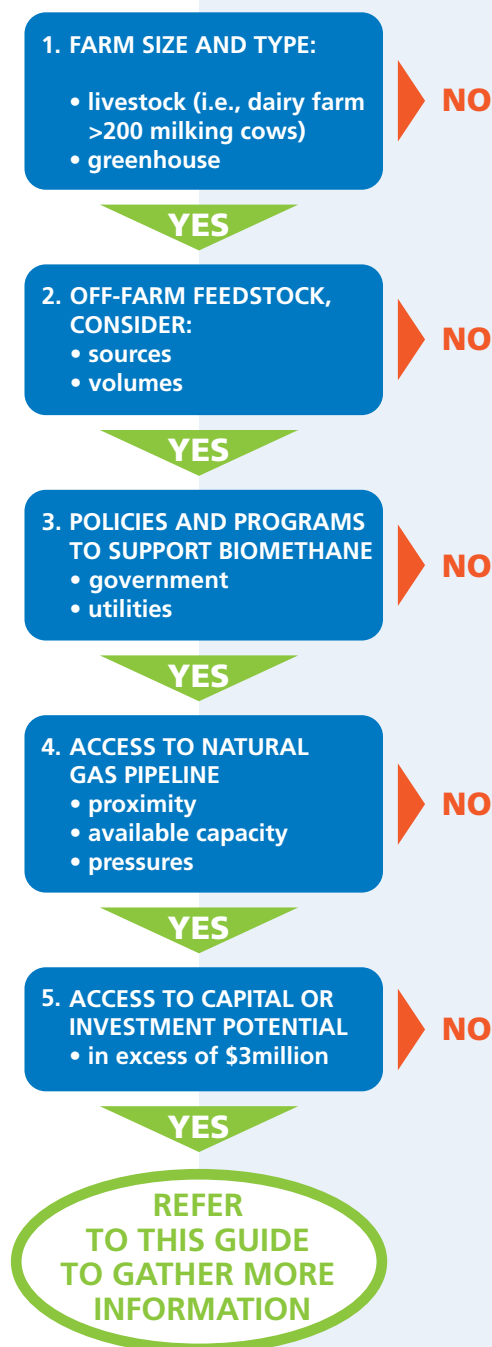 1. FARM SIZE AND TYPE:
• livestock (i.e., dairy farm
>200 milking cows)
• greenhouse
NO
YES
2. OFF-FARM FEEDSTOCK,
CONSIDER:
• sources
• volumes
NO
YES
3. POLICIES AND PROGRAMS
TO SUPPORT BIOMETHANE
• government
• utilities
NO
YES
4. ACCESS TO NATURAL
GAS PIPELINE
• proximity
• available capacity
• pressures
NO
YES
5. ACCESS TO CAPITAL OR
INVESTMENT POTENTIAL
• in excess of $3million
NO
YES
REFER
TO THIS GUIDE
TO GATHER MORE
INFORMATION